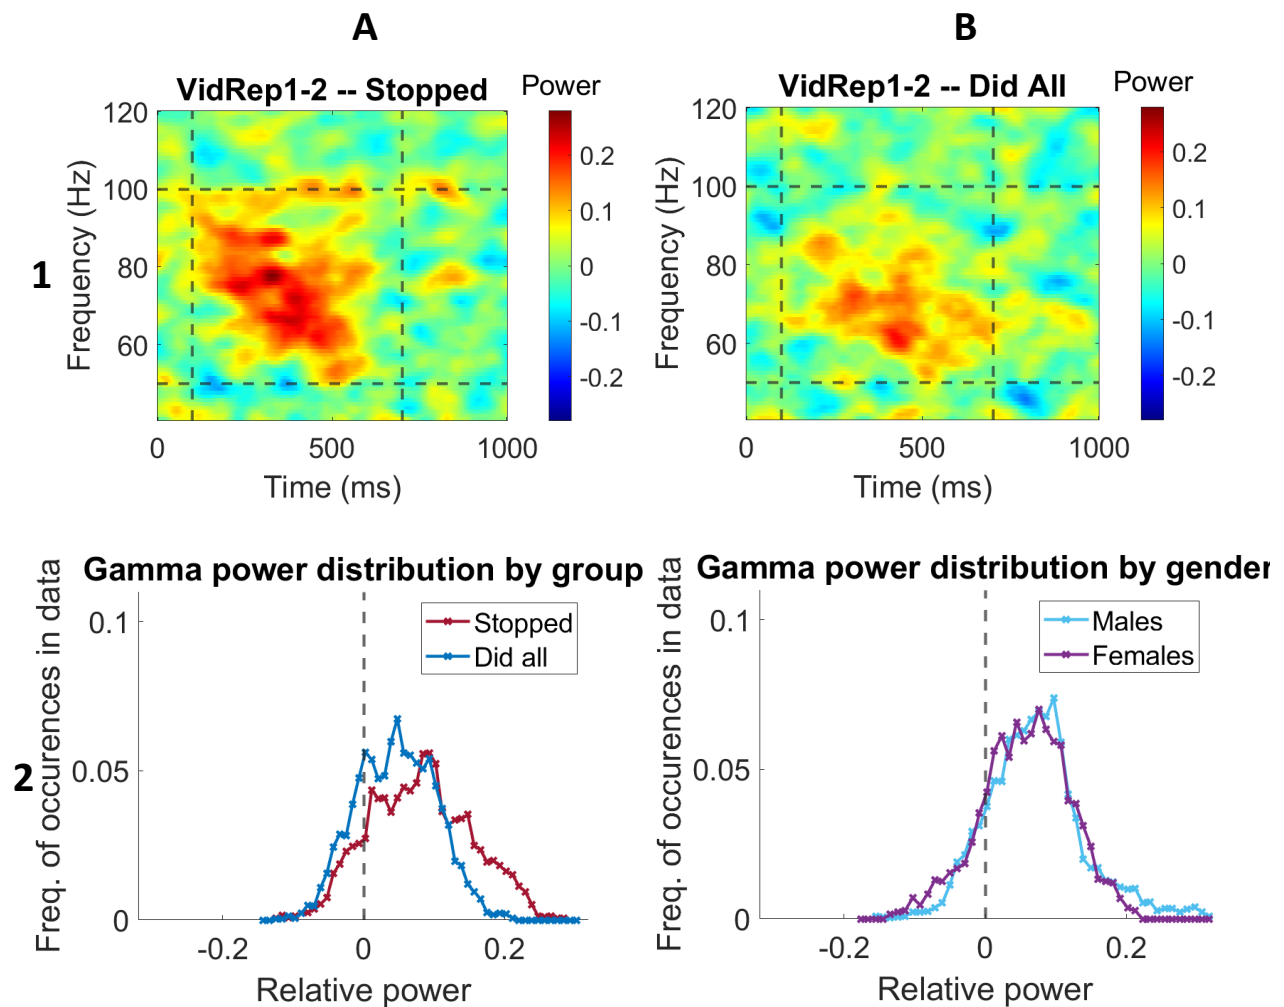 A
B
VidRep1-2 -- Stopped
Power
VidRep1-2 -- Did All
Power
120
100
80
60
Frequency (Hz)
0
500
1000
Time (ms)
0.2
0.1
0
-0.1
-0.2
120
100
80
60
Frequency (Hz)
0
500
1000
Time (ms)
0.2
0.1
0
-0.1
-0.2
1
Gamma power distribution by group
Stopped
Did all
0.1
0.05
0
Freq. of occurences in data
-0.2
0
0.2
Relative power
Gamma power distribution by gender
Males
Females
0.1
0.05
0
Freq. of occurences in data
-0.2
0
0.2
Relative power
2